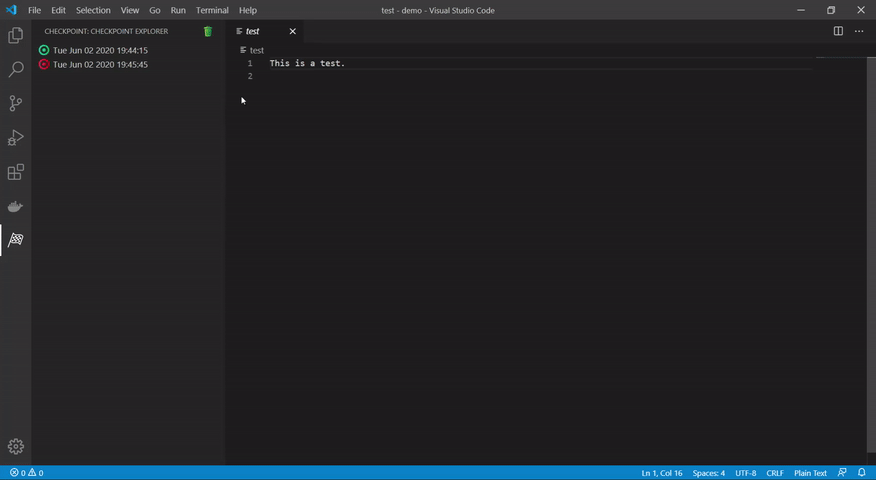 File Edit Selection View Go Run Terminal Help test - demo - Visual Studio Code
CHECKPOINT: CHECKPOINT EXPLORER
Tue Jun 02 2020 19:44:15
Tue Jun 02 2020 19:45:45
test
test
1 This is a test.
2
0 0 Ln 1, Col 16 Spaces: 4 UTF-8 CRLF Plain Text